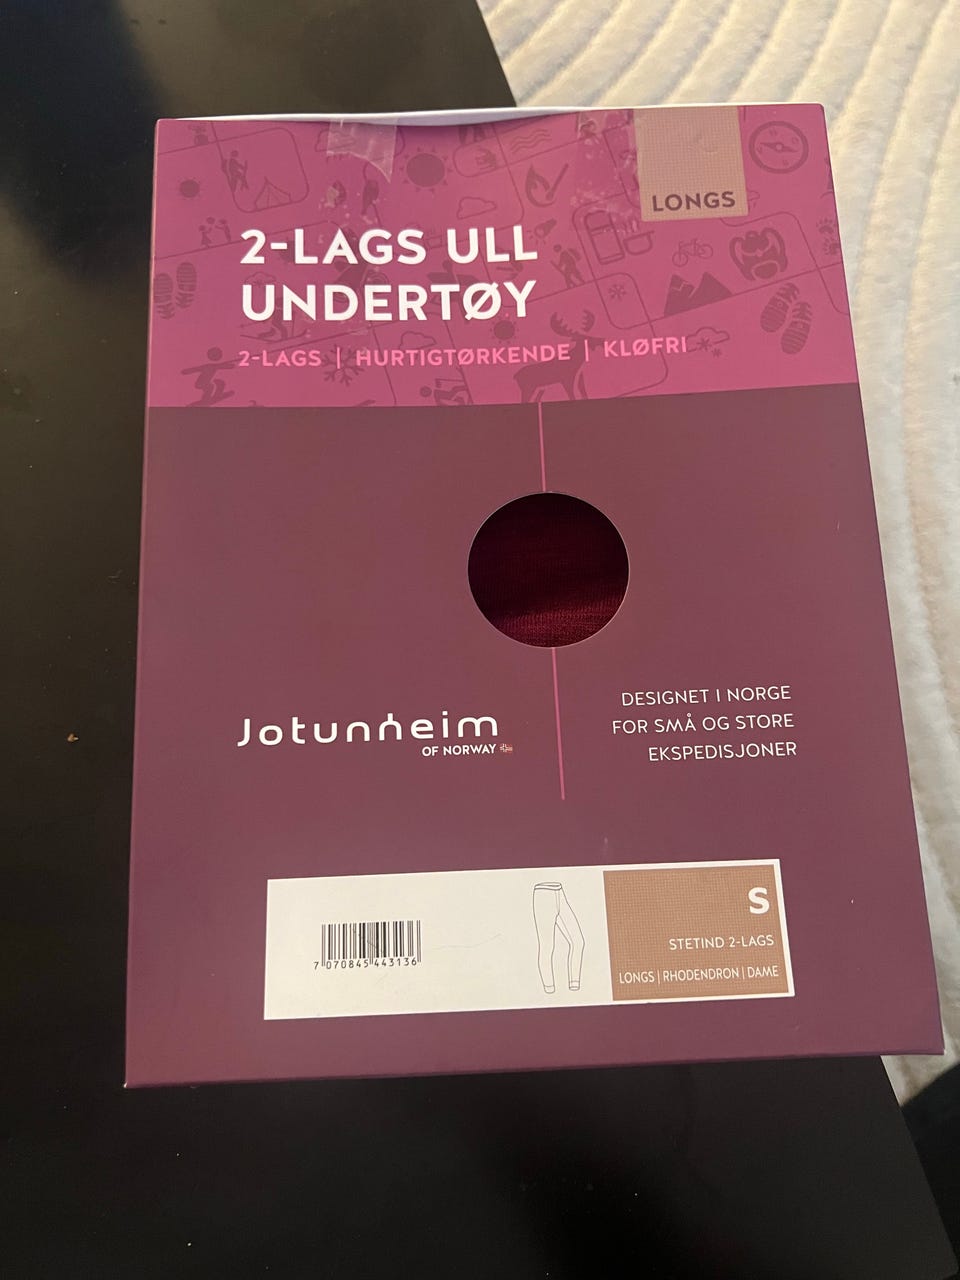 LONGS
2-LAGS ULL
UNDERTØY
2-LAGS | HURTIGTØRKENDE | KLØFRI
Jotunheim
OF NORWAY
DESIGNET I NORGE
FOR SMÅ OG STORE
EKSPEDISJONER
S
STETIND 2-LAGS
LONGS | RHODENDRON | DAME
7 070845 443136